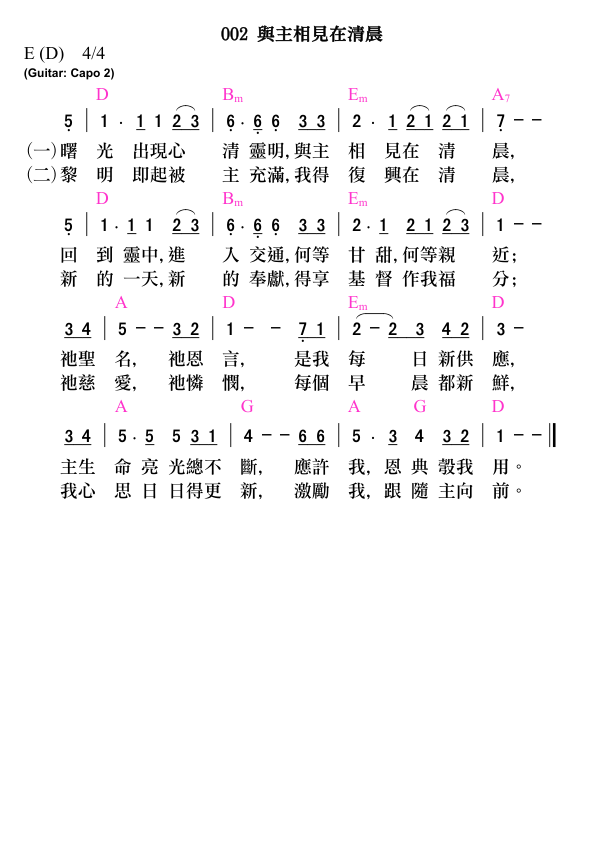 002 與主相見在清晨
E (D) 4/4
(Guitar: Capo 2)
D Bm Em A7
5 | 1 · 1 1 2 3 | 6 · 6 6 3 3 | 2 · 1 2 1 2 1 | 7 – –
(一)曙 光 出現心 清 靈明,與主 相 見在 清 晨,
(二)黎 明 即起被 主 充滿,我得 復 興在 清 晨,
D Bm Em D
5 | 1 · 1 1 2 3 | 6 · 6 6 3 3 | 2 · 1 2 1 2 3 | 1 – –
回 到 靈中,進 入 交通,何等 甘 甜,何等親 近;
新 的 一天,新 的 奉獻,得享 基 督 作我福 分;
A D Em D
3 4 | 5 – – 3 2 | 1 – – 7 1 | 2 – 2 3 4 2 | 3 –
祂聖 名, 祂恩 言, 是我 每 日 新供 應,
祂慈 愛, 祂憐 憫, 每個 早 晨 都新 鮮,
A G A G D
3 4 | 5 · 5 5 3 1 | 4 – – 6 6 | 5 · 3 4 3 2 | 1 – – ‖
主生 命 亮 光總不 斷, 應許 我, 恩 典 彀我 用。
我心 思 日 日得更 新, 激勵 我, 跟 隨 主向 前。